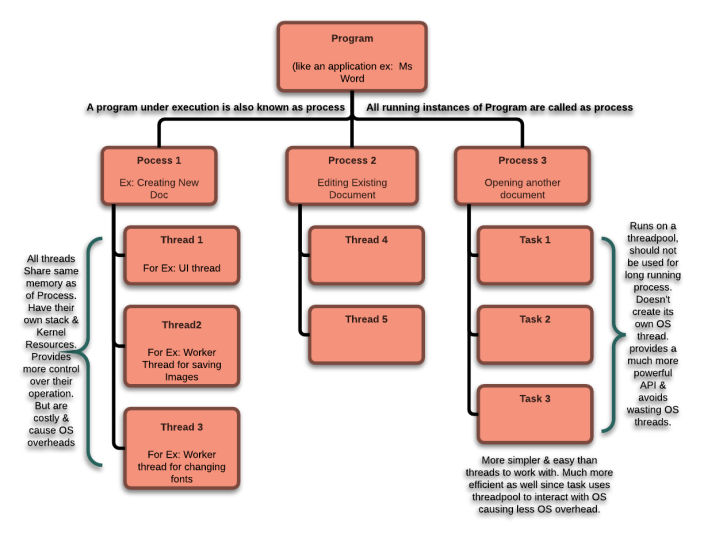 Program
(like an application ex: Ms
Word
A program under execution is also known as process
All running instances of Program are called as process
Pocess 1
Ex: Creating New
Doc
Process 2
Editing Existing
Document
Process 3
Opening another
document
All threads
Share same
memory as
of Process.
Have their
own stack &
Kernel
Resources.
Provides
more control
over their
operation.
But are
costly &
cause OS
overheads
Thread 1
For Ex: UI thread
Thread2
For Ex: Worker
Thread for saving
Images
Thread 3
For Ex: Worker
thread for changing
fonts
Thread 4
Thread 5
Task 1
Task 2
Task 3
Runs on a
threadpool,
should not
be used for
long running
process.
Doesn't
create its
own OS
thread.
provides a
much more
powerful
API &
avoids
wasting OS
threads.
More simpler & easy than
threads to work with. Much more
efficient as well since task uses
threadpool to interact with OS
causing less OS overhead.